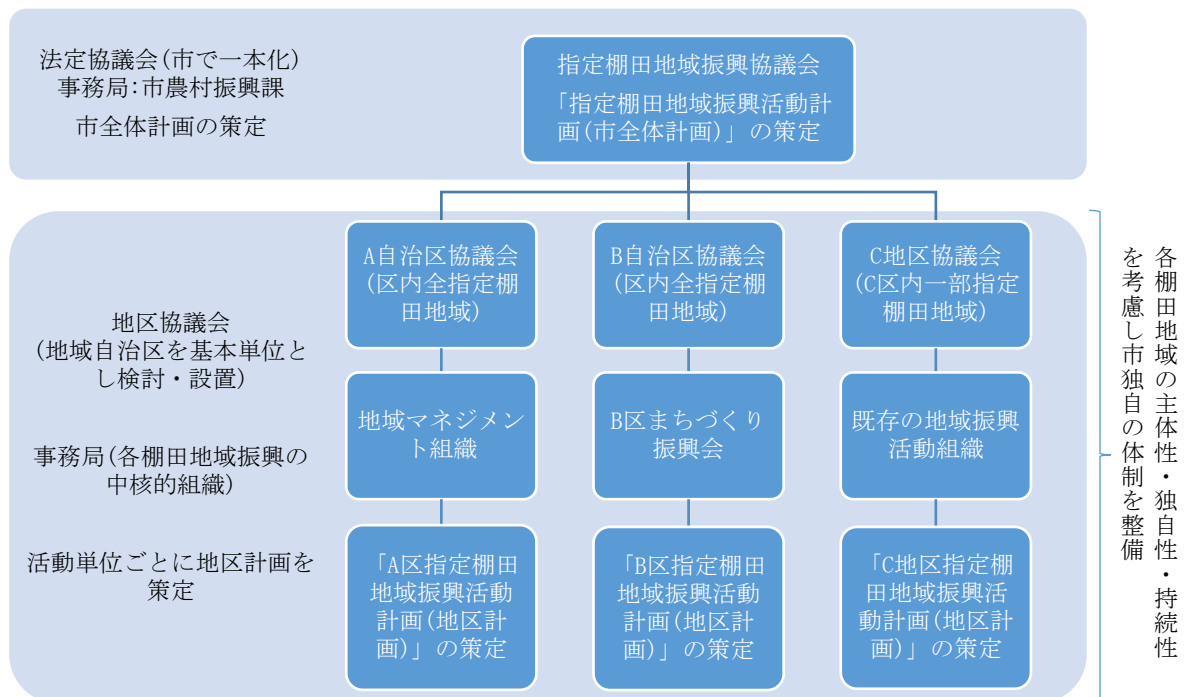 法定協議会(市で一本化)
事務局:市農村振興課
市全体計画の策定
指定棚田地域振興協議会
「指定棚田地域振興活動計
画(市全体計画)」の策定
地区協議会
(地域自治区を基本単位と
し検討・設置)
事務局(各棚田地域振興の
中核的組織)
活動単位ごとに地区計画を
策定
A自治区協議会
(区内全指定棚
田地域)
地域マネジメン
ト組織
「A区指定棚田
地域振興活動
計画(地区計
画)」の策定
B自治区協議会
(区内全指定棚
田地域)
B区まちづくり
振興会
「B区指定棚田
地域振興活動
計画(地区計
画)」の策定
C地区協議会
(C区内一部指定
棚田地域)
既存の地域振興
活動組織
「C地区指定棚
田地域振興活
動計画(地区計
画)」の策定
各棚田地域の主体性・独自性・持続性
を考慮し市独自の体制を整備